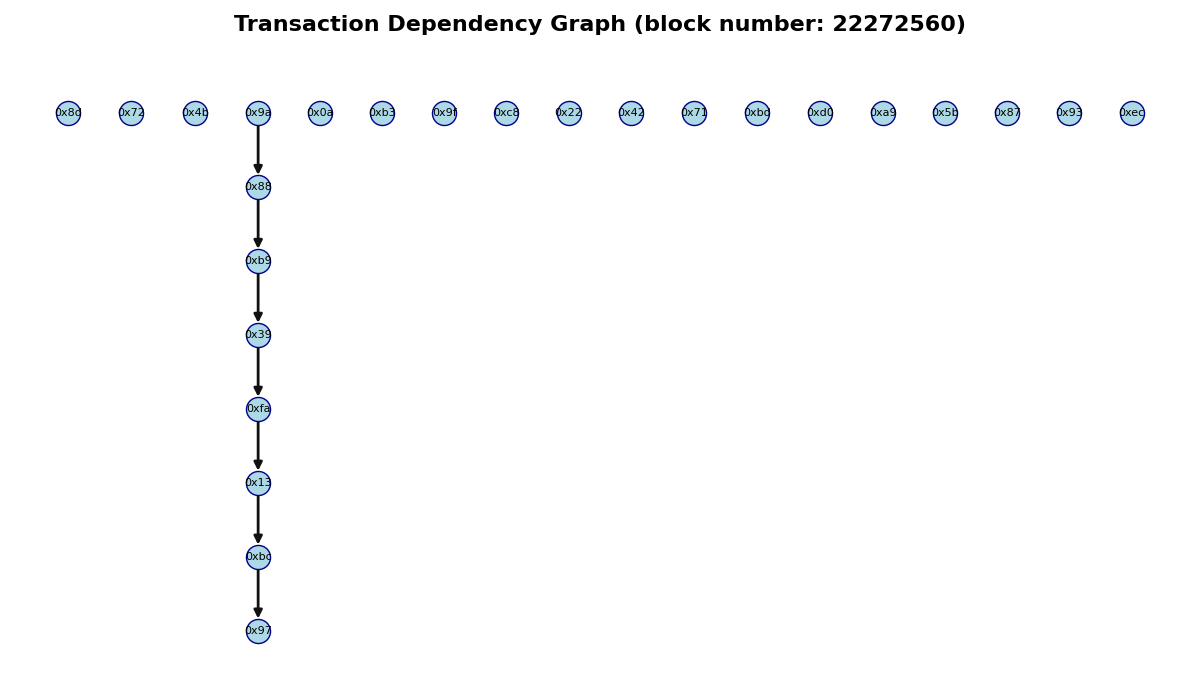 Transaction Dependency Graph (block number: 22272560)
0x8d 0x72 0x4b 0x9a 0x0a 0xb3 0x9f 0xc8 0x22 0x42 0x71 0xbd 0xd0 0xa9 0x5b 0x87 0x93 0xec
0x88
0xb9
0x39
0xfa
0x13
0xbc
0x97